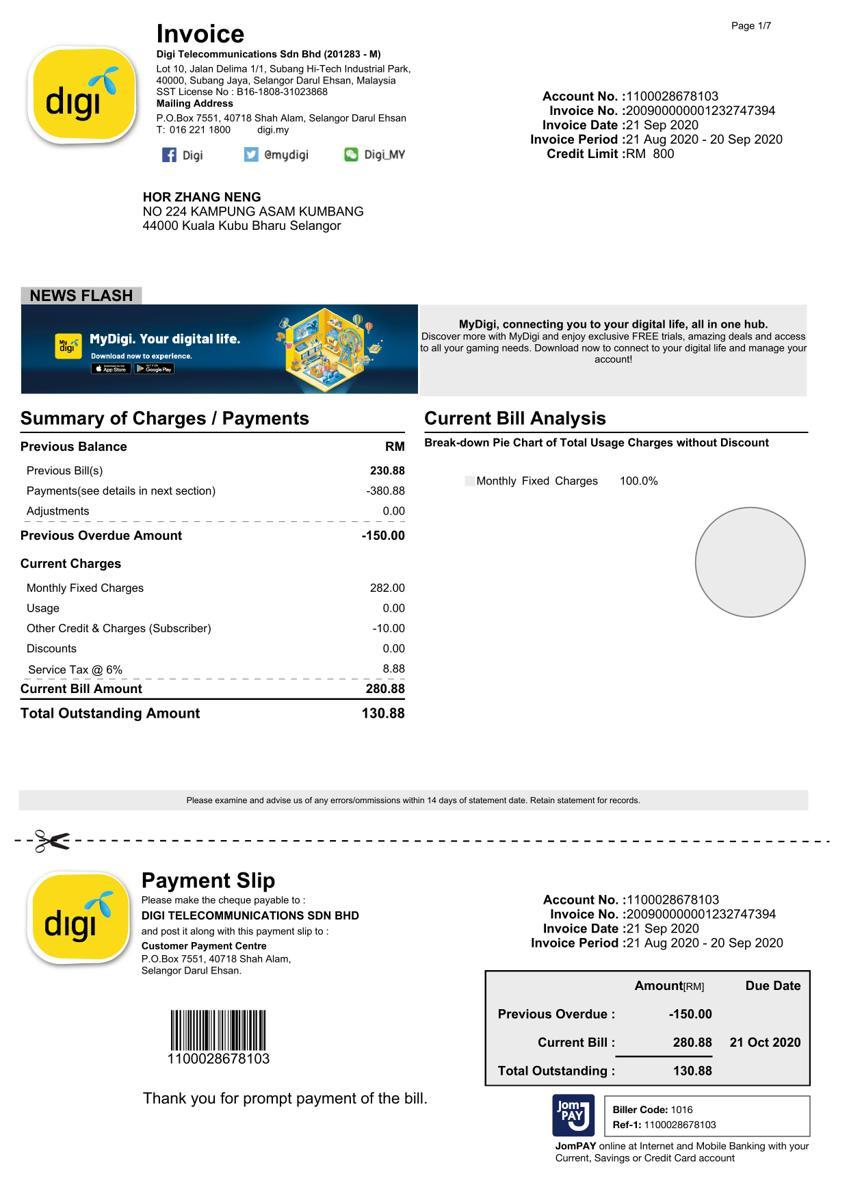 Page 1/7
Invoice
Digi Telecommunications Sdn Bhd (201283 - M)
Lot 10, Jalan Delima 1/1, Subang Hi-Tech Industrial Park,
40000, Subang Jaya, Selangor Darul Ehsan, Malaysia
SST License No : B16-1808-31023868
Mailing Address
P.O.Box 7551, 40718 Shah Alam, Selangor Darul Ehsan
T: 016 221 1800 digi.my
Digi @mydigi Digi_MY
digi
Account No. :1100028678103
Invoice No. :200900000001232747394
Invoice Date :21 Sep 2020
Invoice Period :21 Aug 2020 - 20 Sep 2020
Credit Limit :RM 800
HOR ZHANG NENG
NO 224 KAMPUNG ASAM KUMBANG
44000 Kuala Kubu Bharu Selangor
NEWS FLASH
My digi
MyDigi. Your digital life.
Download now to experience.
App Store Google Play
MyDigi, connecting you to your digital life, all in one hub.
Discover more with MyDigi and enjoy exclusive FREE trials, amazing deals and access
to all your gaming needs. Download now to connect to your digital life and manage your
account!
Summary of Charges / Payments
Previous Balance RM
Previous Bill(s) 230.88
Payments(see details in next section) -380.88
Adjustments 0.00
Previous Overdue Amount -150.00
Current Charges
Monthly Fixed Charges 282.00
Usage 0.00
Other Credit & Charges (Subscriber) -10.00
Discounts 0.00
Service Tax @ 6% 8.88
Current Bill Amount 280.88
Total Outstanding Amount 130.88
Current Bill Analysis
Break-down Pie Chart of Total Usage Charges without Discount
Monthly Fixed Charges 100.0%
Please examine and advise us of any errors/ommissions within 14 days of statement date. Retain statement for records.
digi
Payment Slip
Please make the cheque payable to :
DIGI TELECOMMUNICATIONS SDN BHD
and post it along with this payment slip to :
Customer Payment Centre
P.O.Box 7551, 40718 Shah Alam,
Selangor Darul Ehsan.
1100028678103
Thank you for prompt payment of the bill.
Account No. :1100028678103
Invoice No. :200900000001232747394
Invoice Date :21 Sep 2020
Invoice Period :21 Aug 2020 - 20 Sep 2020
Amount[RM] Due Date
Previous Overdue : -150.00
Current Bill : 280.88 21 Oct 2020
Total Outstanding : 130.88
Jom PAY
Biller Code: 1016
Ref-1: 1100028678103
JomPAY online at Internet and Mobile Banking with your
Current, Savings or Credit Card account